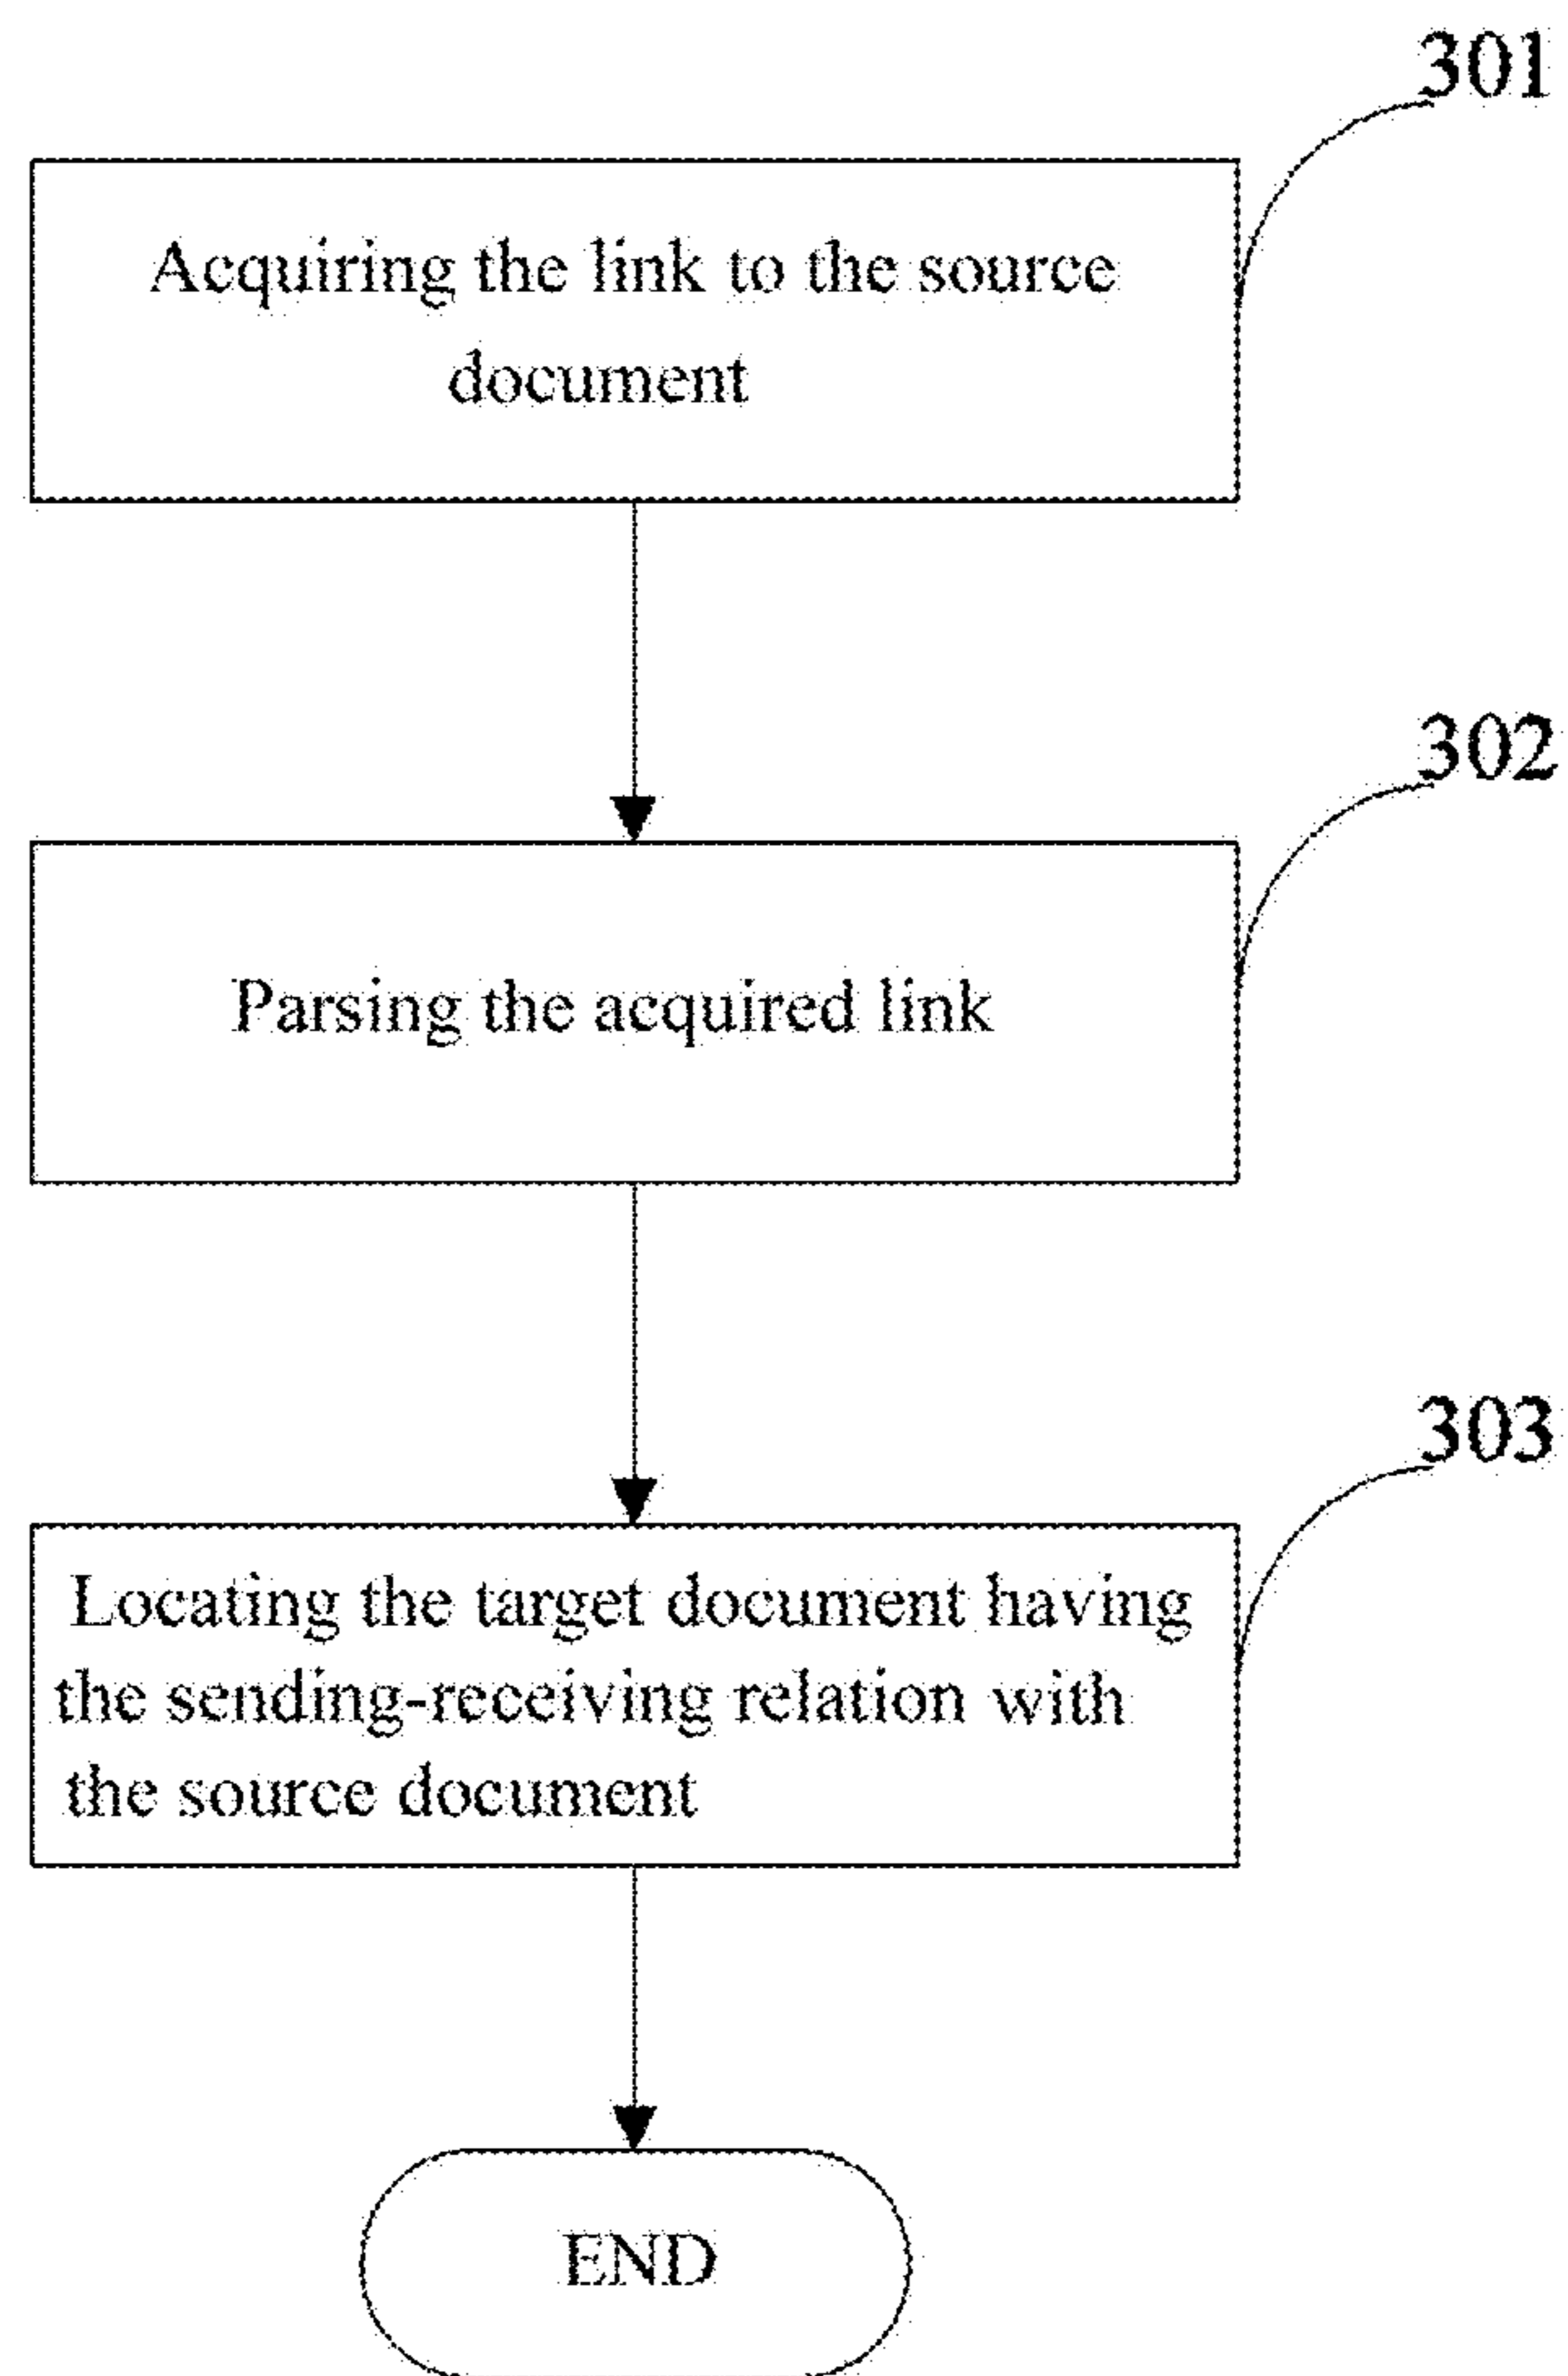 301
Acquiring the link to the source
document
302
Parsing the acquired link
303
Locating the target document having
the sending-receiving relation with
the source document
END